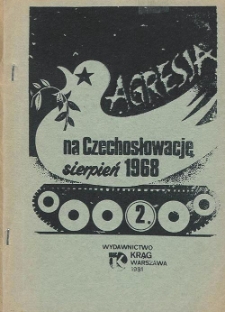 AGRESJA
na Czechosłowację
sierpień 1968
2.
WYDAWNICTWO
KRĄG
WARSZAWA
1981